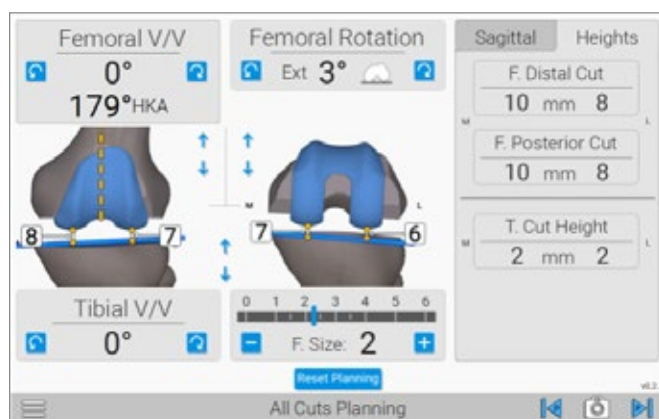 Femoral V/V
0°
179°HKA
Femoral Rotation
Ext 3°
Sagittal Heights
F. Distal Cut
10 mm 8
M L
F. Posterior Cut
10 mm 8
T. Cut Height
M L
2 mm 2
M L
8 7
7 6
Tibial V/V
0°
0 1 2 3 4 5 6
− F. Size: 2 +
Reset Planning
All Cuts Planning